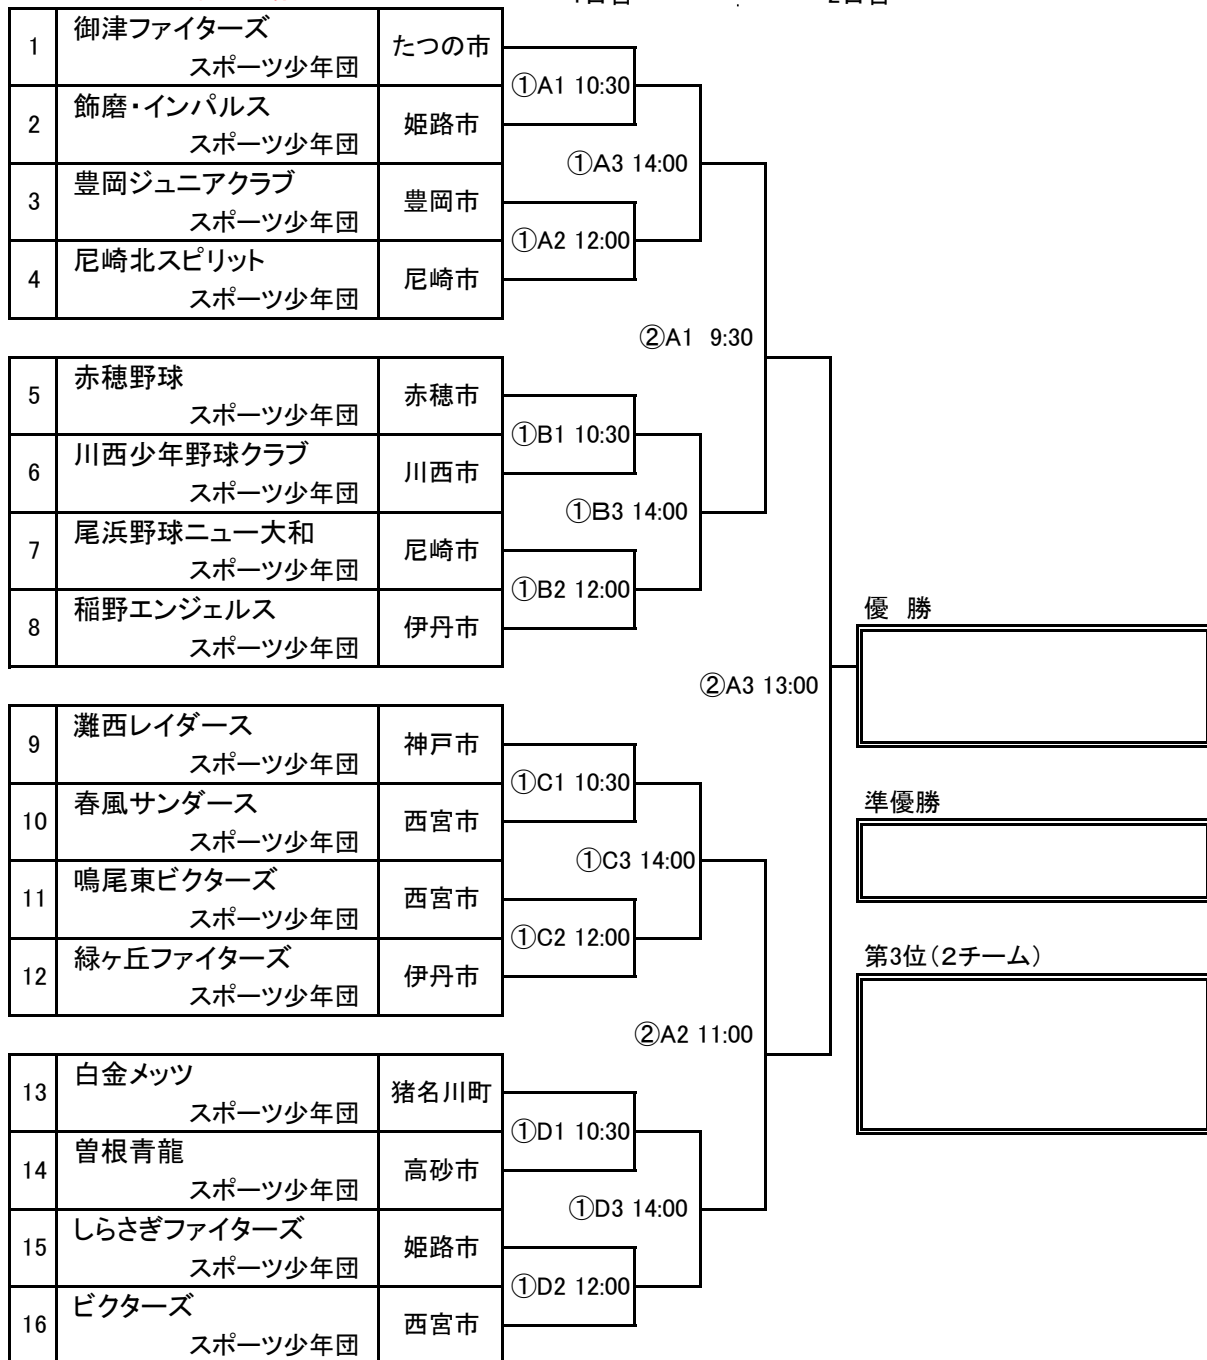 1日目 2日目
1 御津ファイターズ
スポーツ少年団 たつの市
①A1 10:30
2 飾磨・インパルス
スポーツ少年団 姫路市
①A3 14:00
3 豊岡ジュニアクラブ
スポーツ少年団 豊岡市
①A2 12:00
4 尼崎北スピリット
スポーツ少年団 尼崎市
②A1 9:30
5 赤穂野球
スポーツ少年団 赤穂市
①B1 10:30
6 川西少年野球クラブ
スポーツ少年団 川西市
①B3 14:00
7 尾浜野球ニュー大和
スポーツ少年団 尼崎市
①B2 12:00
8 稲野エンジェルス
スポーツ少年団 伊丹市
優 勝
②A3 13:00
9 灘西レイダース
スポーツ少年団 神戸市
①C1 10:30
10 春風サンダース
スポーツ少年団 西宮市
準優勝
①C3 14:00
11 鳴尾東ビクターズ
スポーツ少年団 西宮市
①C2 12:00
12 緑ヶ丘ファイターズ
スポーツ少年団 伊丹市
第3位(2チーム)
②A2 11:00
13 白金メッツ
スポーツ少年団 猪名川町
①D1 10:30
14 曽根青龍
スポーツ少年団 高砂市
①D3 14:00
15 しらさぎファイターズ
スポーツ少年団 姫路市
①D2 12:00
16 ビクターズ
スポーツ少年団 西宮市